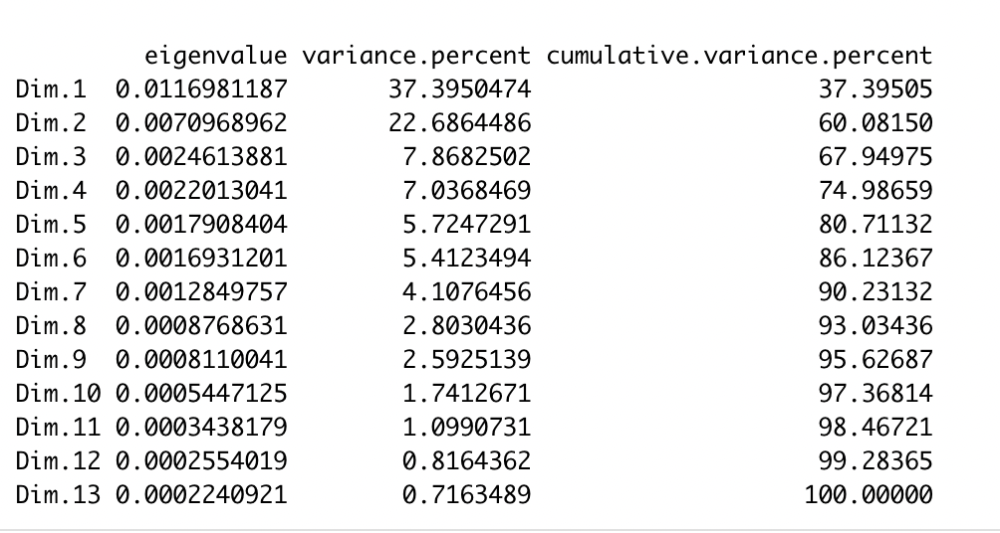 eigenvalue variance.percent cumulative.variance.percent
Dim.1 0.0116981187 37.3950474 37.39505
Dim.2 0.0070968962 22.6864486 60.08150
Dim.3 0.0024613881 7.8682502 67.94975
Dim.4 0.0022013041 7.0368469 74.98659
Dim.5 0.0017908404 5.7247291 80.71132
Dim.6 0.0016931201 5.4123494 86.12367
Dim.7 0.0012849757 4.1076456 90.23132
Dim.8 0.0008768631 2.8030436 93.03436
Dim.9 0.0008110041 2.5925139 95.62687
Dim.10 0.0005447125 1.7412671 97.36814
Dim.11 0.0003438179 1.0990731 98.46721
Dim.12 0.0002554019 0.8164362 99.28365
Dim.13 0.0002240921 0.7163489 100.00000